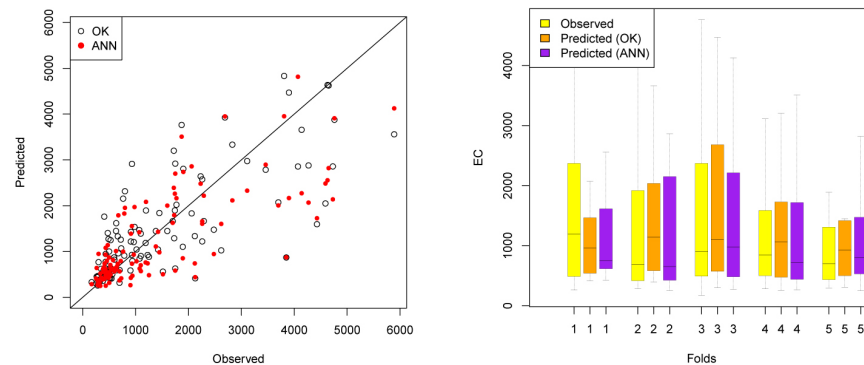 OK
ANN
Predicted
6000
5000
4000
3000
2000
1000
0
0 1000 2000 3000 4000 5000 6000
Observed
Observed
Predicted (OK)
Predicted (ANN)
EC
4000
3000
2000
1000
0
1 1 1 2 2 2 3 3 3 4 4 4 5 5 5
Folds